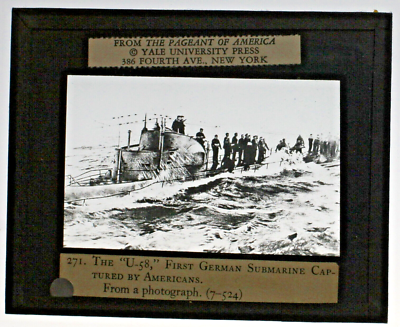 FROM THE PAGEANT OF AMERICA
© YALE UNIVERSITY PRESS
386 FOURTH AVE., NEW YORK
271. THE "U-58," FIRST GERMAN SUBMARINE CAP-
TURED BY AMERICANS.
From a photograph. (7-524)